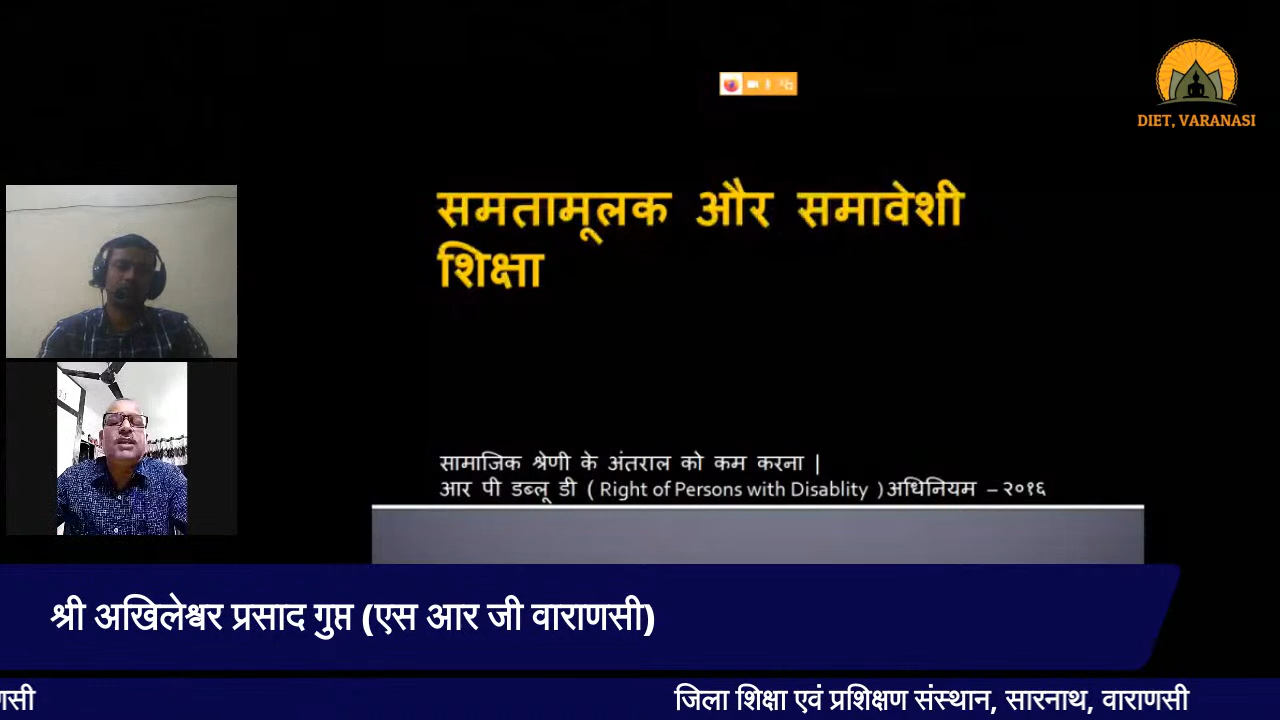 DIET, VARANASI
समतामूलक और समावेशी
शिक्षा
सामाजिक श्रेणी के अंतराल को कम करना |
आर पी डब्लू डी ( Right of Persons with Disablity ) अधिनियम – २०१६
श्री अखिलेश्वर प्रसाद गुप्त (एस आर जी वाराणसी)
जिला शिक्षा एवं प्रशिक्षण संस्थान, सारनाथ, वाराणसी